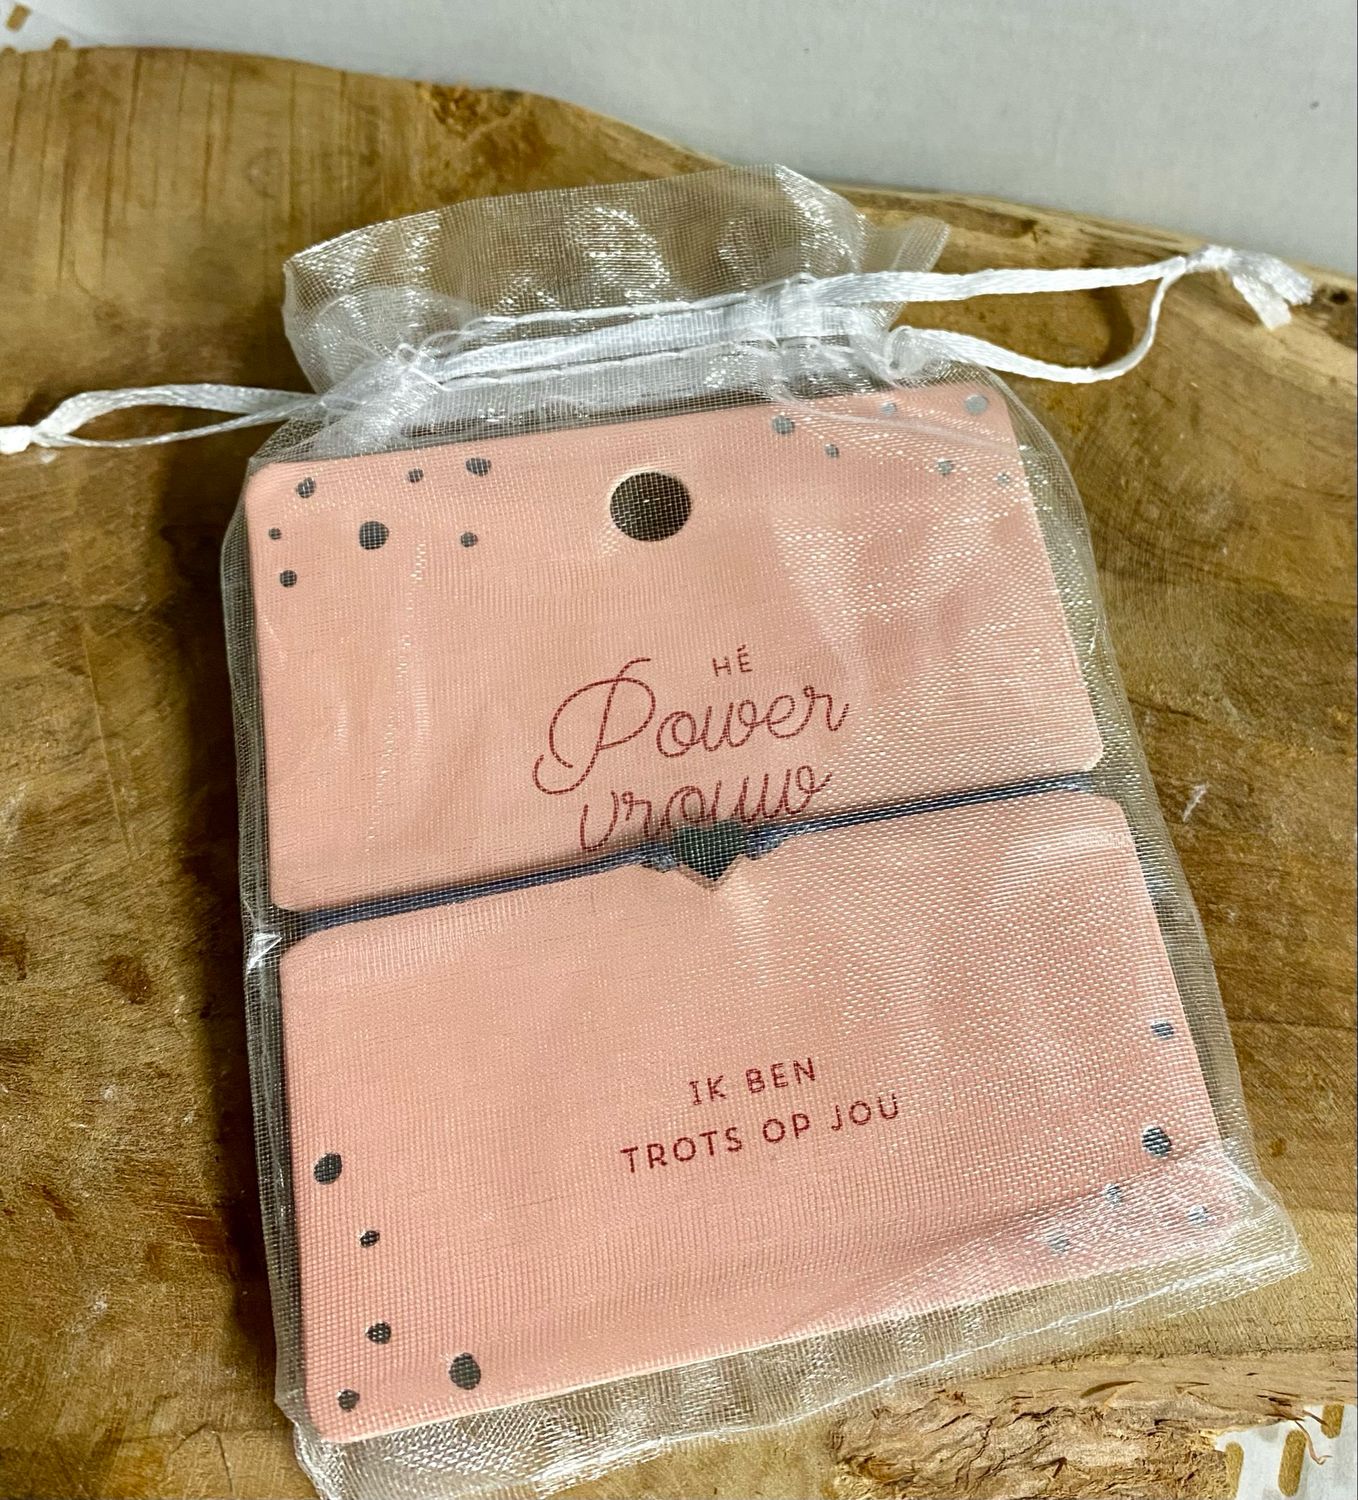 HÉ
Power
vrouw
IK BEN
TROTS OP JOU